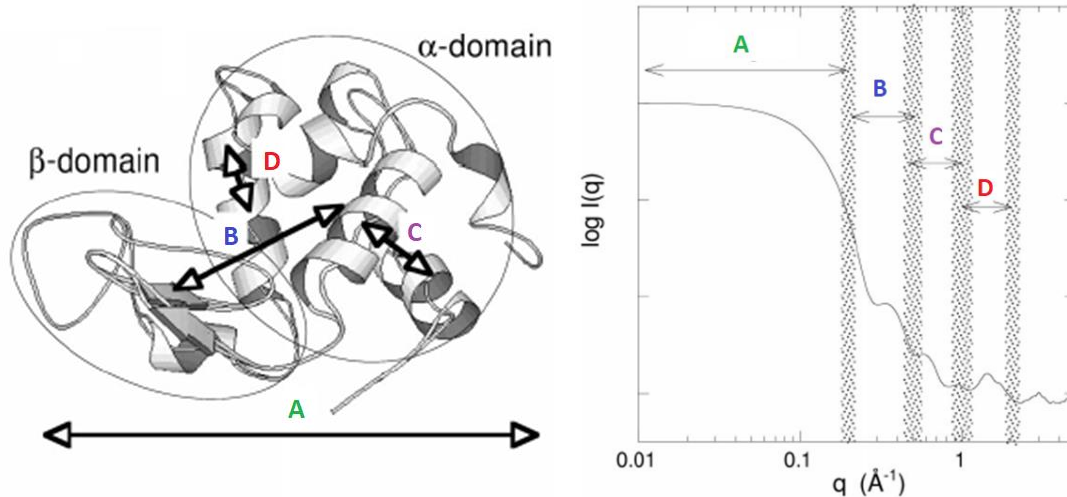 α-domain
β-domain
D
B
C
A
A
B
C
D
log I(q)
0.01
0.1
1
q (Å⁻¹)